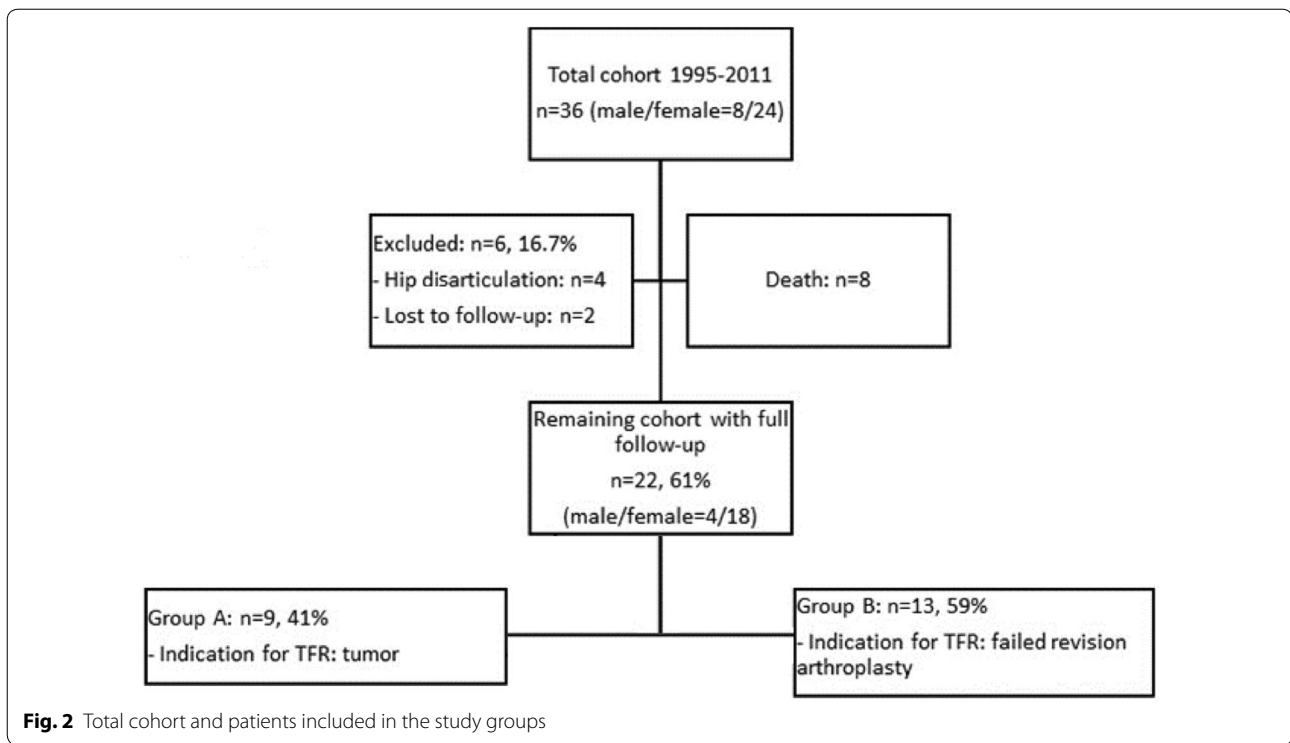 Total cohort 1995-2011
n=36 (male/female=8/24)
Excluded: n=6, 16.7%
- Hip disarticulation: n=4
- Lost to follow-up: n=2
Death: n=8
Remaining cohort with full
follow-up
n=22, 61%
(male/female=4/18)
Group A: n=9, 41%
- Indication for TFR: tumor
Group B: n=13, 59%
- Indication for TFR: failed revision
arthroplasty
Fig. 2 Total cohort and patients included in the study groups